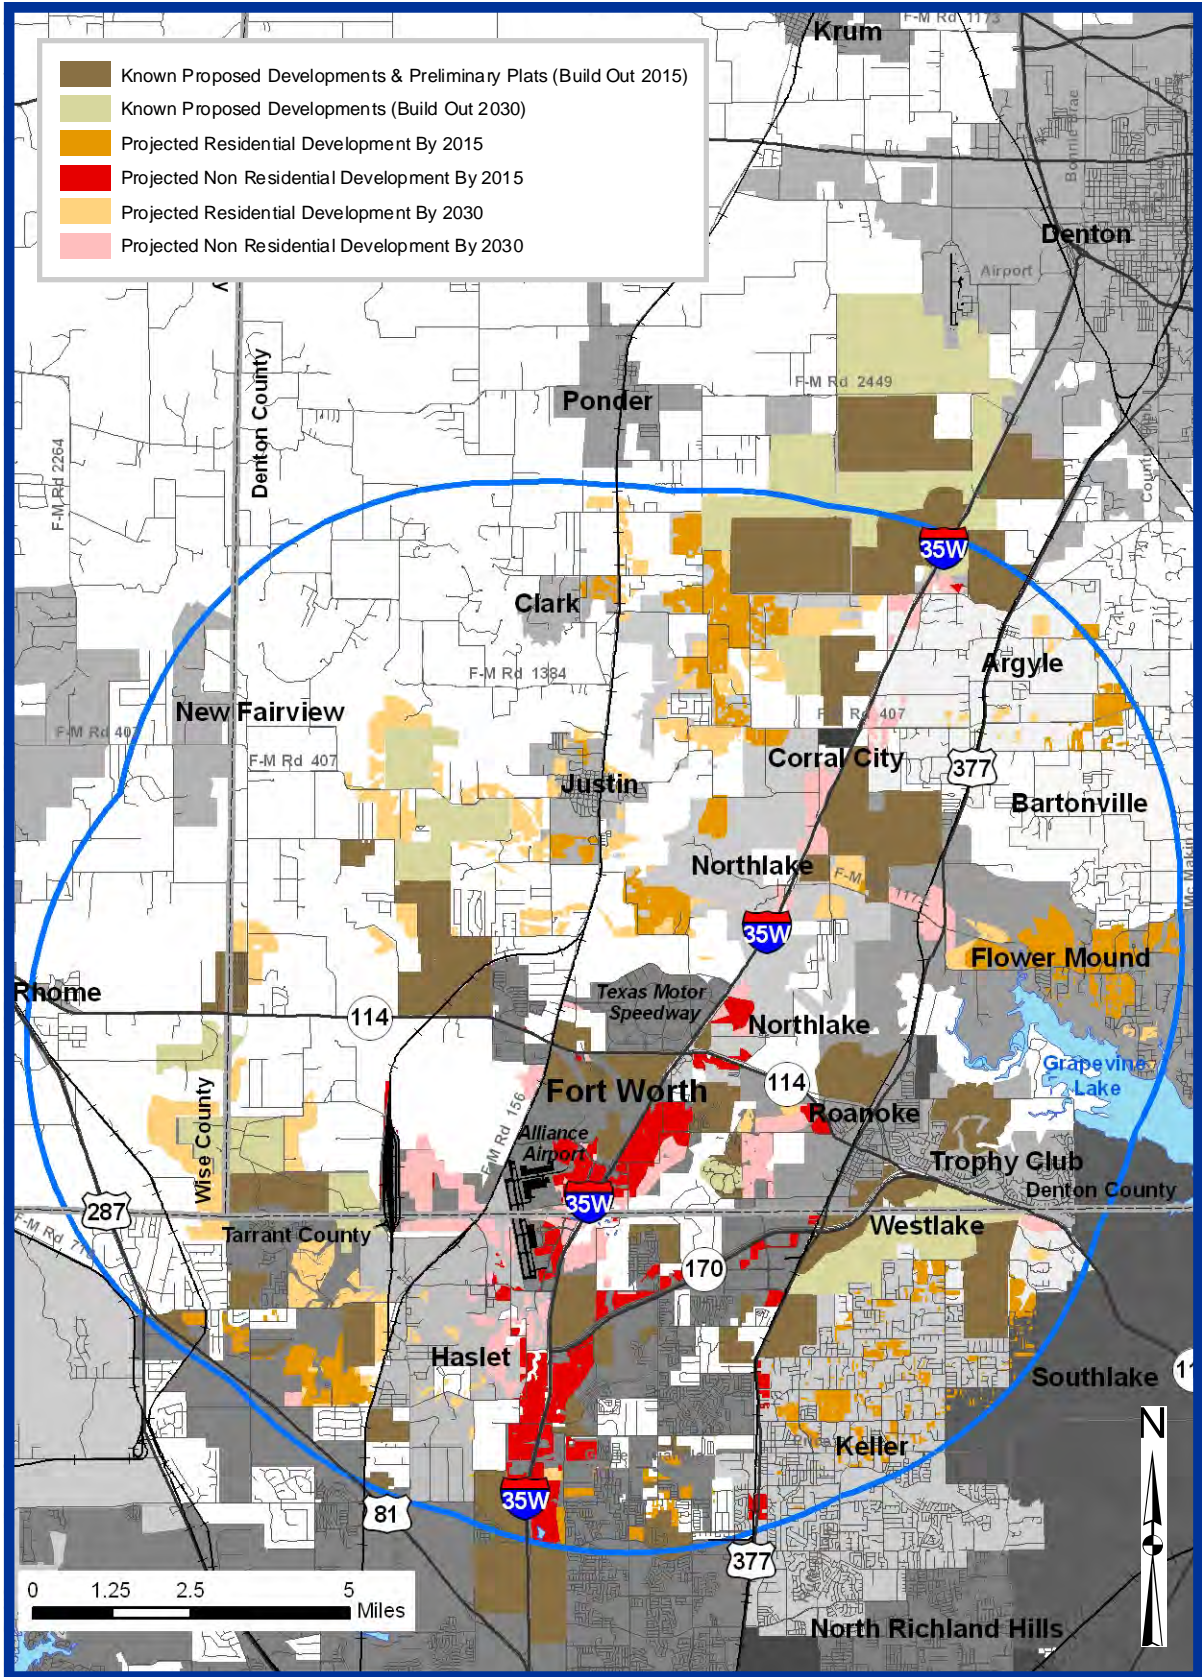 Krum
F-M Rd 1173
Known Proposed Developments & Preliminary Plats (Build Out 2015)
Known Proposed Developments (Build Out 2030)
Projected Residential Development By 2015
Projected Non Residential Development By 2015
Projected Residential Development By 2030
Projected Non Residential Development By 2030
Bonnie Brae
Denton
Airport
F-M Rd 2449
Ponder
Denton County
F-M Rd 2264
35W
Clark
Argyle
F-M Rd 1384
New Fairview
F-M Rd 407
F-M Rd 407
F-M Rd 407
Corral City
377
Justin
Bartonville
Northlake
F-M
35W
Flower Mound
Rhome
Texas Motor
Speedway
114
Northlake
Grapevine
Lake
Fort Worth
114
Roanoke
F-M Rd 156
Alliance
Airport
Wise County
Trophy Club
Denton County
35W
287
Westlake
Tarrant County
170
Haslet
Southlake
Keller
35W
81
377
N
0 1.25 2.5 5
Miles
North Richland Hills